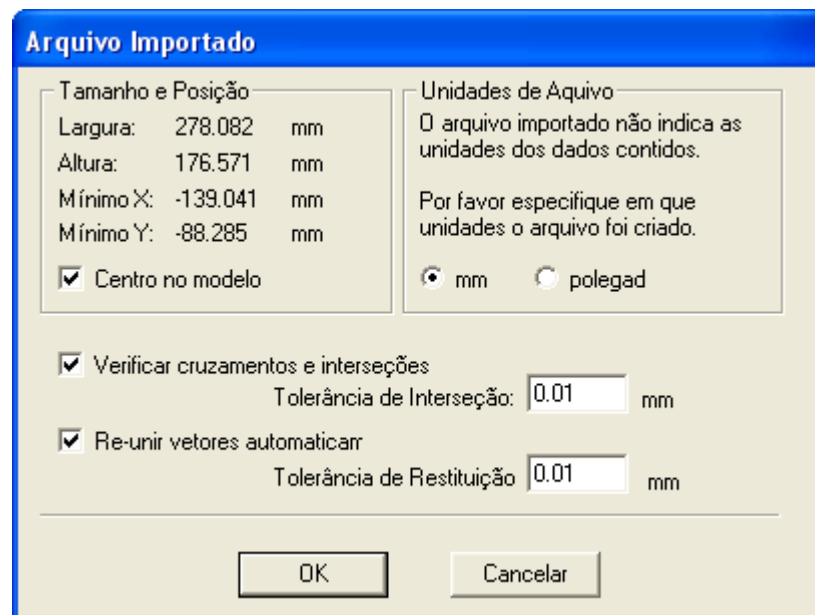 Arquivo Importado
Tamanho e Posição
Largura: 278.082 mm
Altura: 176.571 mm
Mínimo X: -139.041 mm
Mínimo Y: -88.285 mm
Centro no modelo
Unidades de Aquivo
O arquivo importado não indica as
unidades dos dados contidos.
Por favor especifique em que
unidades o arquivo foi criado.
mm polegad
Verificar cruzamentos e interseções
Tolerância de Interseção: 0.01 mm
Re-unir vetores automaticam
Tolerância de Restituição 0.01 mm
OK Cancelar